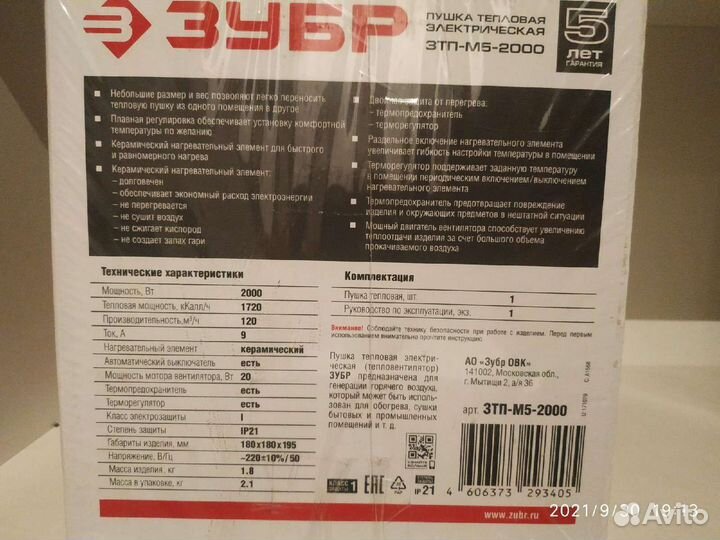 ЗУБР
ПУШКА ТЕПЛОВАЯ
ЭЛЕКТРИЧЕСКАЯ
ЗТП-М5-2000
5
ЛЕТ
ГАРАНТИЯ
Небольшие размер и вес позволяют легко переносить
тепловую пушку из одного помещения в другое
Плавная регулировка обеспечивает установку комфортной
температуры по желанию
Керамический нагревательный элемент для быстрого
и равномерного нагрева
Керамический нагревательный элемент:
– долговечен
– обеспечивает экономный расход электроэнергии
– не перегревается
– не сушит воздух
– не сжигает кислород
– не создает запах гари
Двойная защита от перегрева:
– термопредохранитель
– терморегулятор
Раздельное включение нагревательного элемента
увеличивает гибкость настройки температуры в помещении
Терморегулятор поддерживает заданную температуру
в помещении периодическим включением/выключением
нагревательного элемента
Термопредохранитель предотвращает повреждение
изделия и окружающих предметов в нештатной ситуации
Мощный двигатель вентилятора способствует увеличению
теплоотдачи изделия за счет большого объема
прокачиваемого воздуха
Технические характеристики
Мощность, Вт 2000
Тепловая мощность, кКалл/ч 1720
Производительность, м³/ч 120
Ток, А 9
Нагревательный элемент керамический
Автоматический выключатель есть
Мощность мотора вентилятора, Вт 20
Термопредохранитель есть
Терморегулятор есть
Класс электрозащиты I
Степень защиты IP21
Габариты изделия, мм 180х180х195
Напряжение, В/Гц ~220±10%/50
Масса изделия, кг 1.8
Масса в упаковке, кг 2.1
Комплектация
Пушка тепловая, шт. 1
Руководство по эксплуатации, экз. 1
Внимание! Соблюдайте технику безопасности при работе с изделием. Перед первым
использованием внимательно прочтите инструкцию.
Пушка тепловая электри-
ческая (тепловентилятор)
ЗУБР предназначена для
генерации горячего воздуха,
который может быть исполь-
зован для обогрева, сушки
бытовых и промышленных
помещений и т. д.
АО «Зубр ОВК»
141002, Московская обл.,
г. Мытищи 2, а/я 36
арт. ЗТП-М5-2000
КЛАСС
ЗАЩИТЫ 1
EAC
PAP
IP 21
4 606373 293405
www.zubr.ru
2021/9/30 19:13
Avito